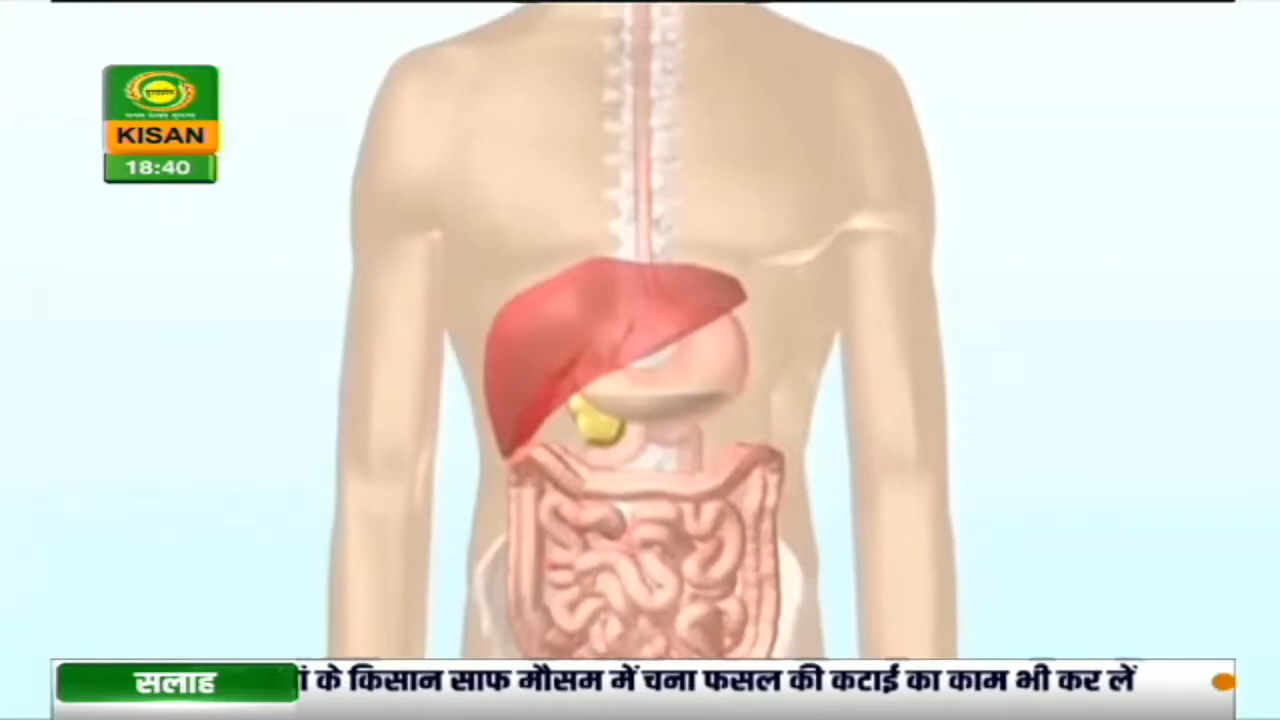 KISAN
18:40
सलाह
के किसान साफ मौसम में चना फसल की कटाई का काम भी कर लें